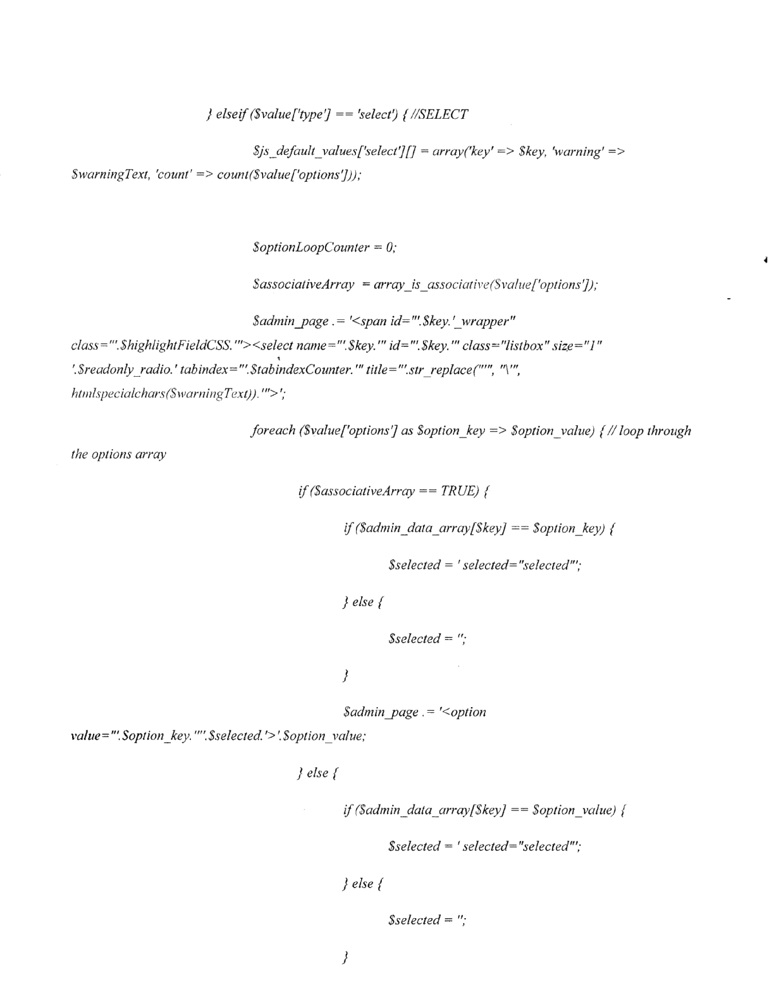 } elseif ($value['type'] == 'select') { //SELECT
$js_default_values['select'][] = array('key' => $key, 'warning' =>
$warningText, 'count' => count($value['options']));
$optionLoopCounter = 0;
$associativeArray = array_is_associative($value['options']);
$admin_page .= '<span id="'.$key.'_wrapper"
class="'.$highlightFieldCSS.'"><select name="'.$key.'" id="'.$key.'" class="listbox" size="1"
'.$readonly_radio.' tabindex="'.$tabindexCounter.'" title="'.str_replace("'", "\'",
htmlspecialchars($warningText)).'">';
foreach ($value['options'] as $option_key => $option_value) { // loop through
the options array
if ($associativeArray == TRUE) {
if ($admin_data_array[$key] == $option_key) {
$selected = ' selected="selected"';
} else {
$selected = '';
}
$admin_page .= '<option
value="'.$option_key.'"'.$selected.'>'.$option_value;
} else {
if ($admin_data_array[$key] == $option_value) {
$selected = ' selected="selected"';
} else {
$selected = '';
}